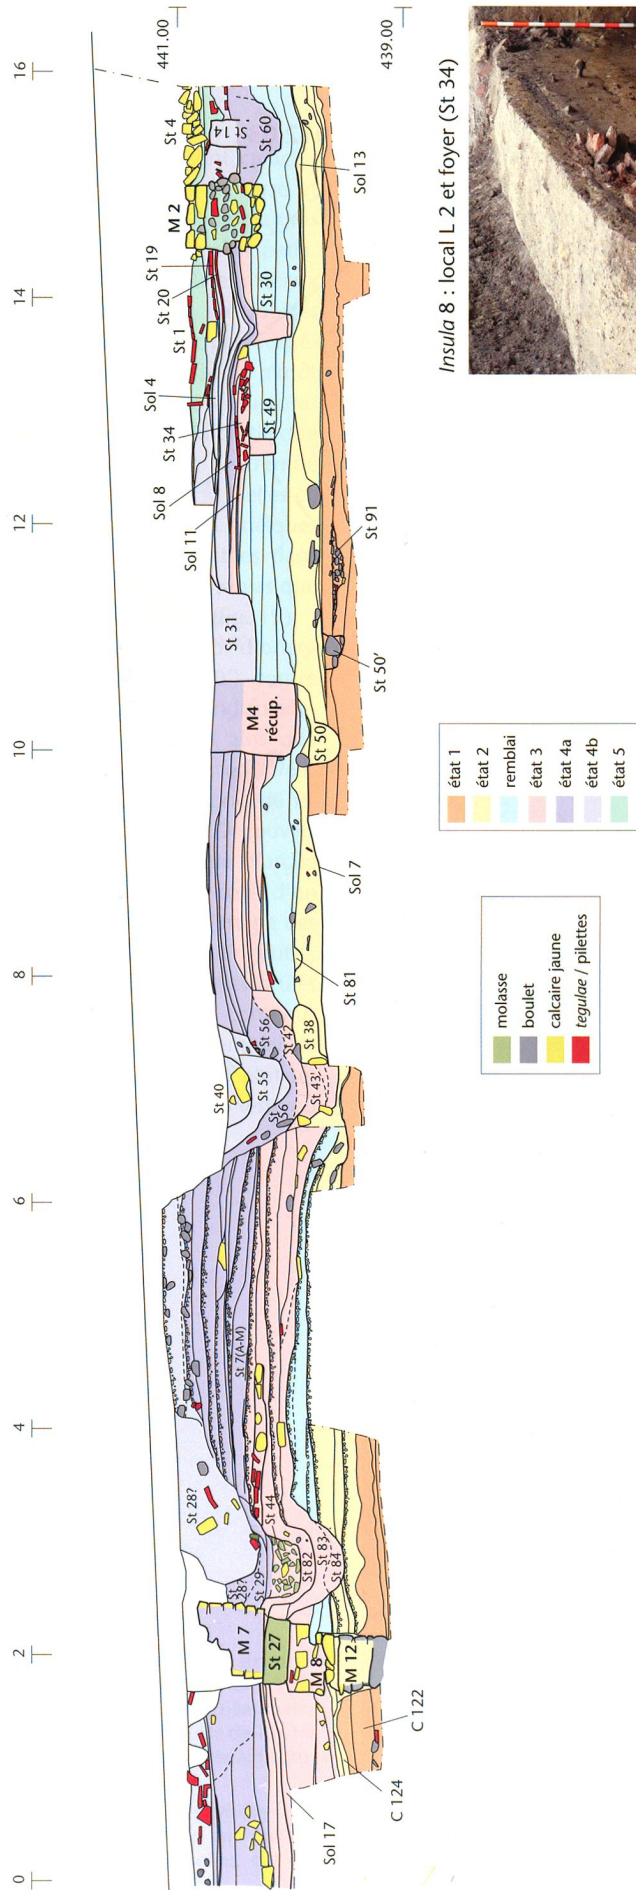 0
2
4
6
8
10
12
14
16
441.00
439.00
M 7
St 28?
St 28?
St 29
St 27
M 8
M 12
St 82
St 83
St 84
St 44
St 7(A-M)
Sol 17
C 124
C 122
St 40
St 55
St 56
St 56
St 42
St 43
St 38
St 81
Sol 7
M4
récup.
St 50
St 31
St 50'
St 91
Sol 11
Sol 8
St 34
Sol 4
St 49
St 1
St 20
St 19
St 30
M 2
St 4
St 14
St 60
Sol 13
molasse
boulet
calcaire jaune
tegulae / pilettes
état 1
état 2
remblai
état 3
état 4a
état 4b
état 5
Insula 8 : local L 2 et foyer (St 34)